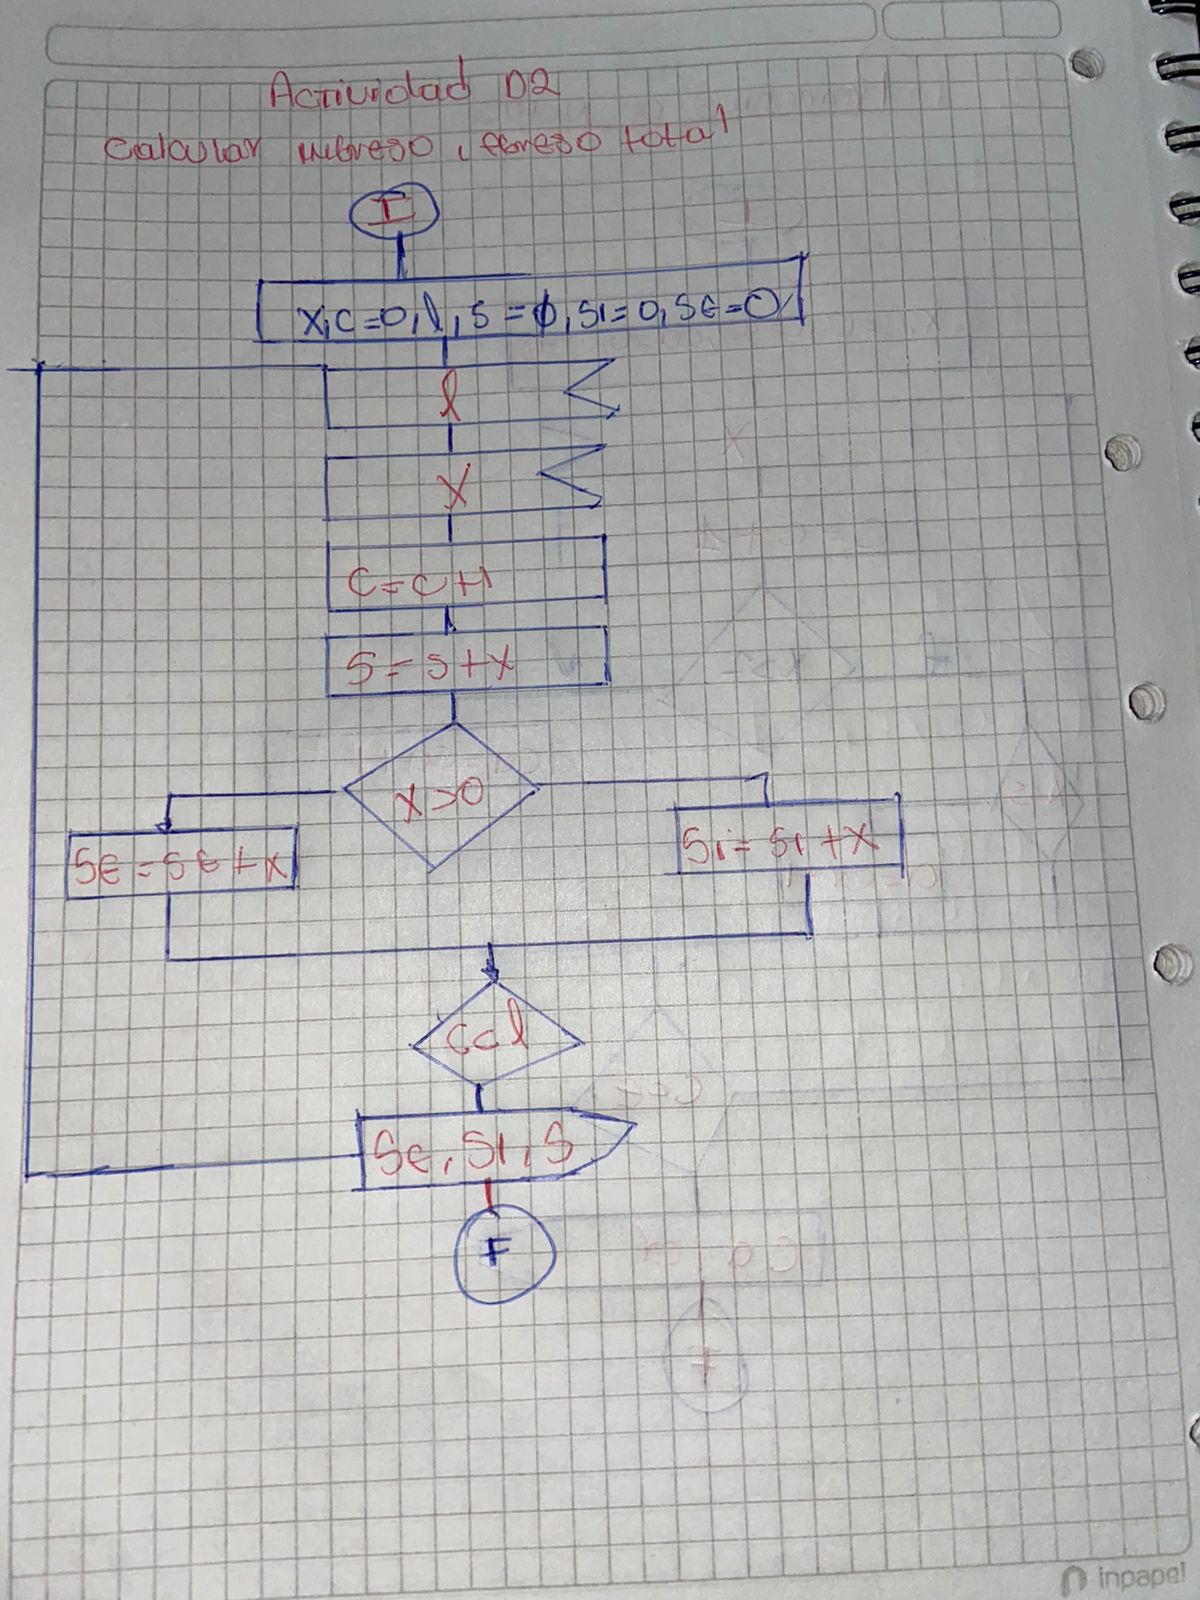 Actividad 02
calcular ingreso, egreso total
I
x, c=0, l, s=0, SI=0, SE=0
l
x
c=c+1
s=s+x
x>0
SE=SE+x
SI=SI+x
c<l
SE, SI, S
F
inpapel